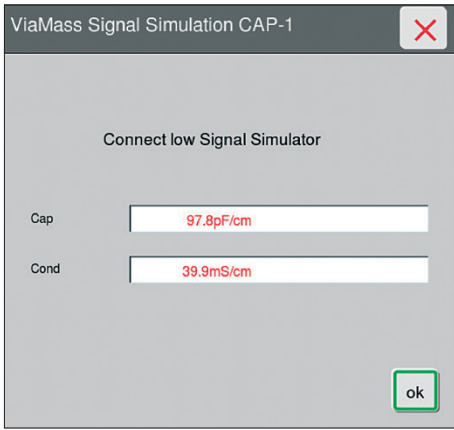 ViaMass Signal Simulation CAP-1
Connect low Signal Simulator
Cap 97.8pF/cm
Cond 39.9mS/cm
ok